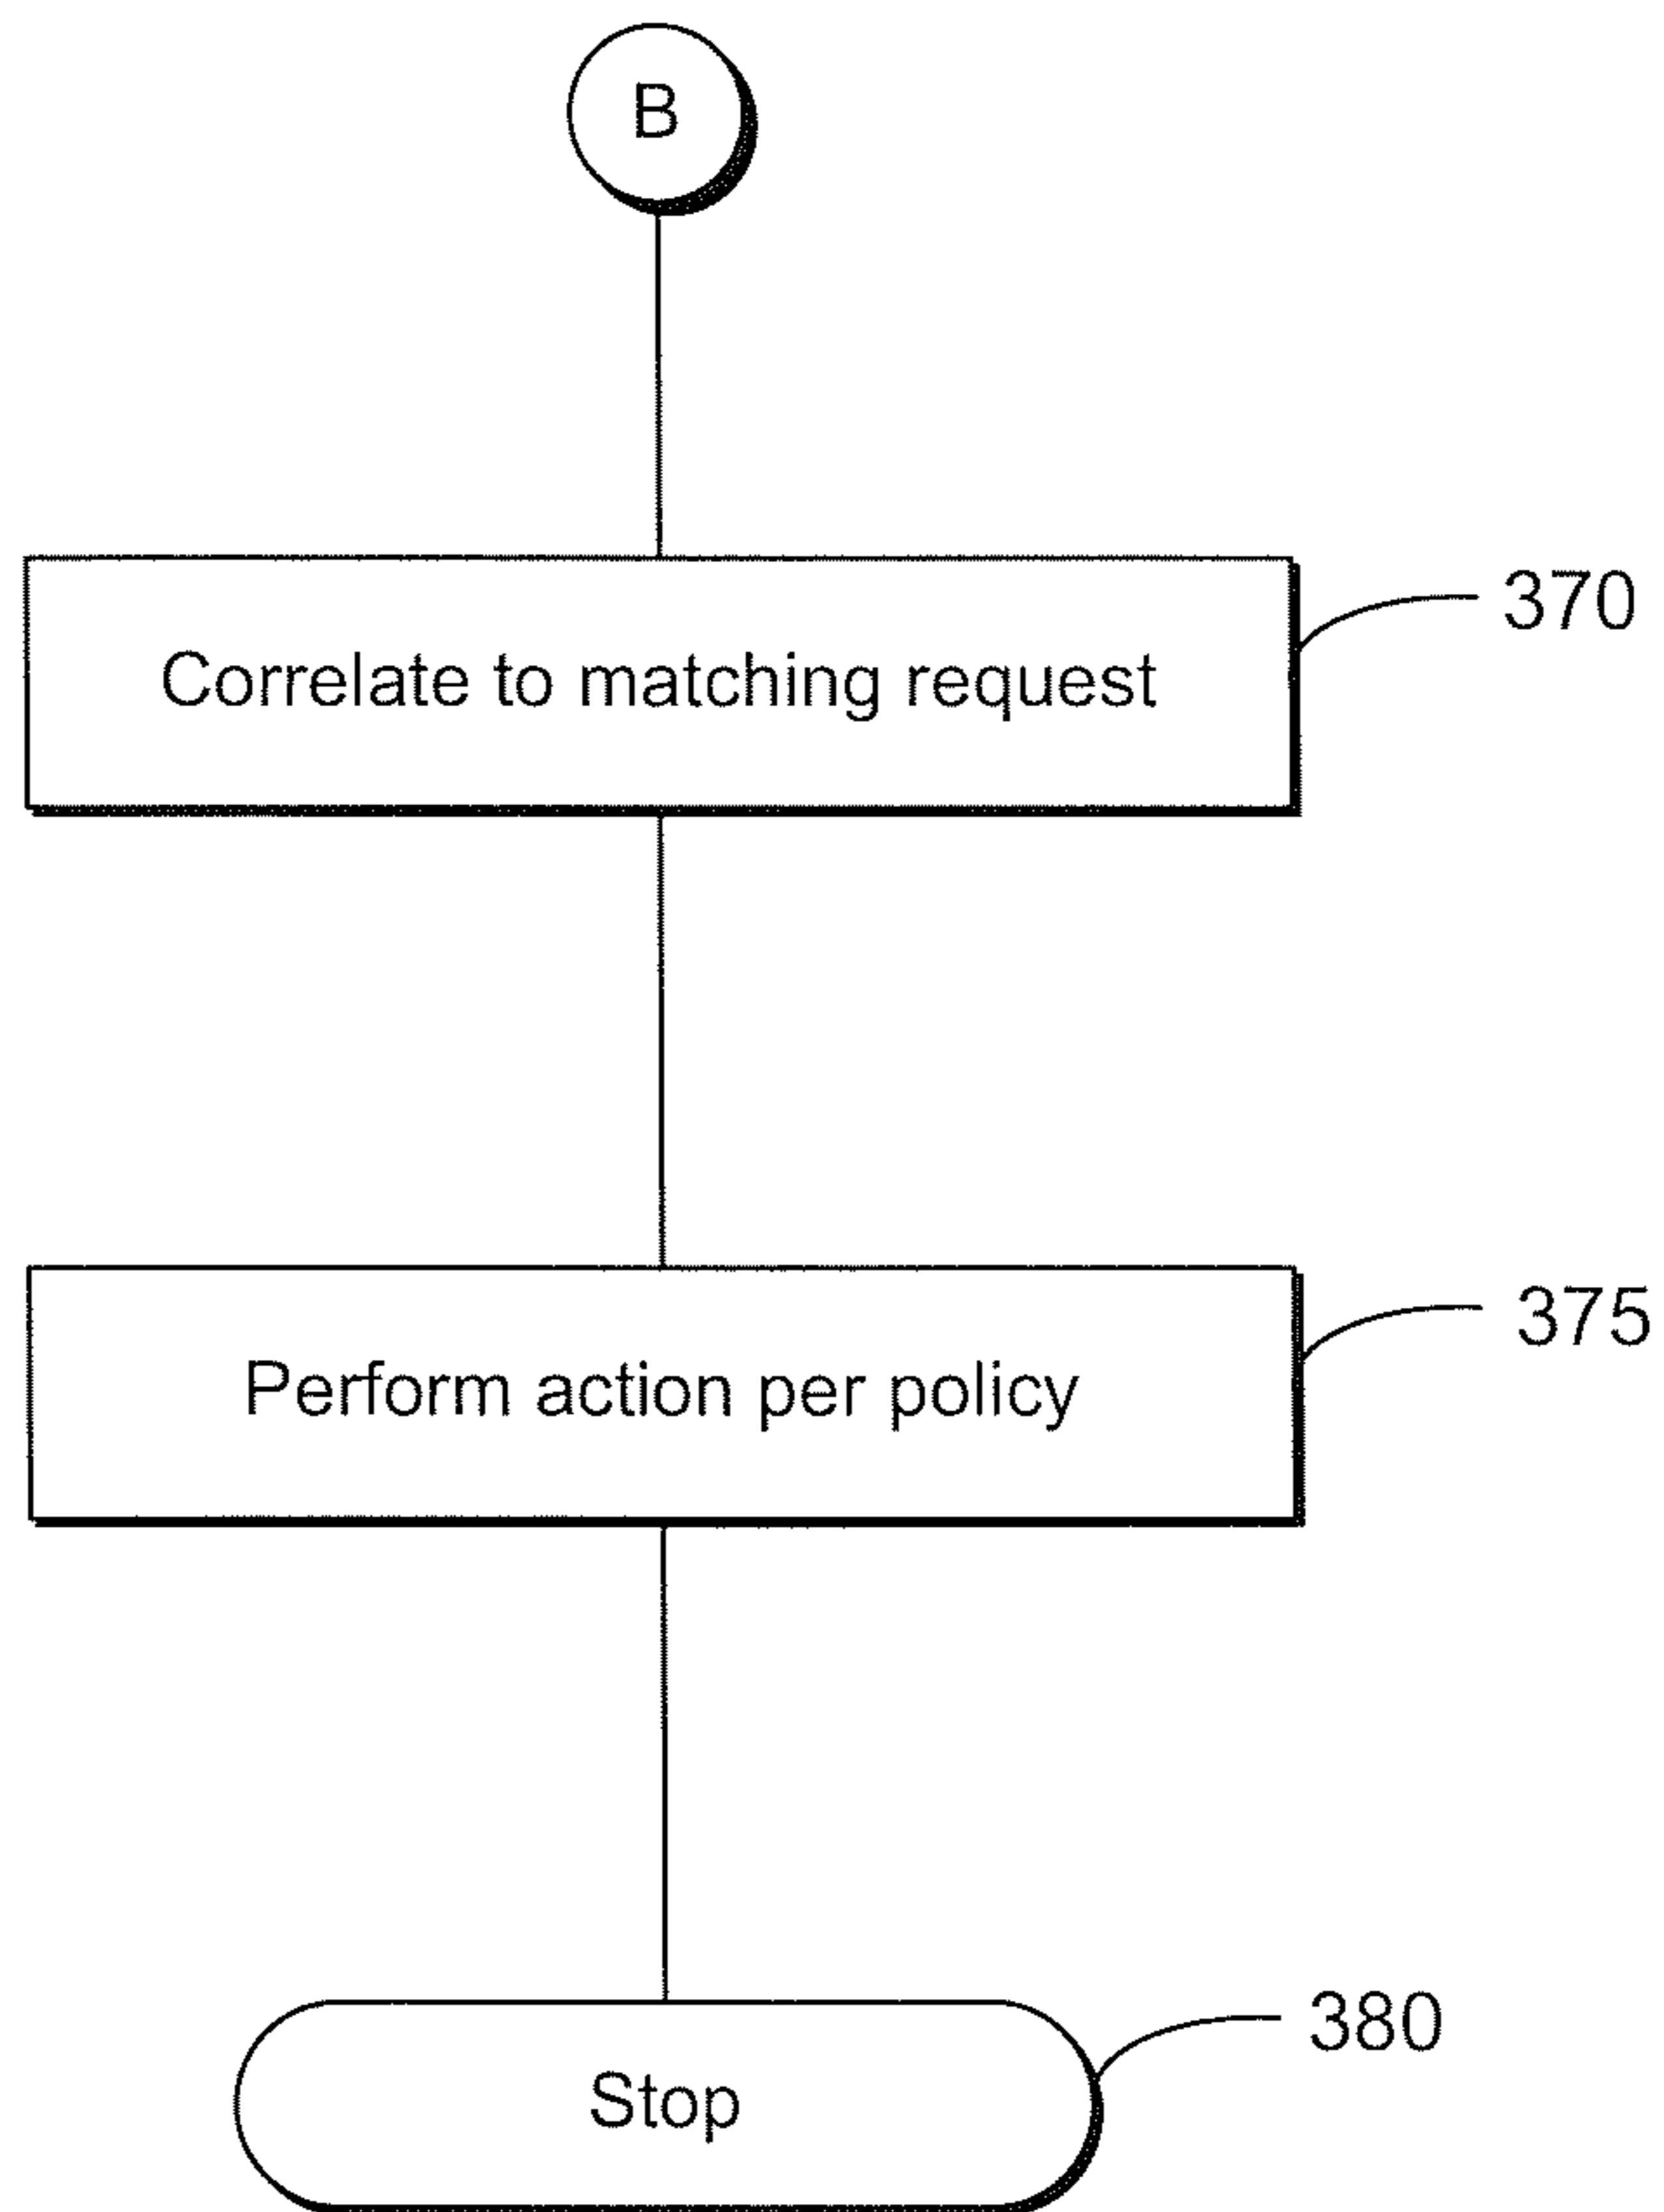 B
370
Correlate to matching request
375
Perform action per policy
380
Stop